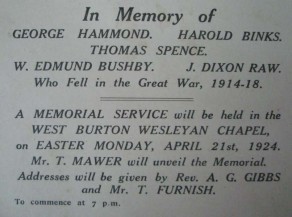 In Memory of
GEORGE HAMMOND. HAROLD BINKS.
THOMAS SPENCE.
W. EDMUND BUSHBY. J. DIXON RAW.
Who Fell in the Great War, 1914-18.
A MEMORIAL SERVICE will be held in the
WEST BURTON WESLEYAN CHAPEL,
on EASTER MONDAY, APRIL 21st, 1924.
Mr. T. MAWER will unveil the Memorial.
Addresses will be given by Rev. A. G. GIBBS
and Mr. T. FURNISH.
To commence at 7 p.m.